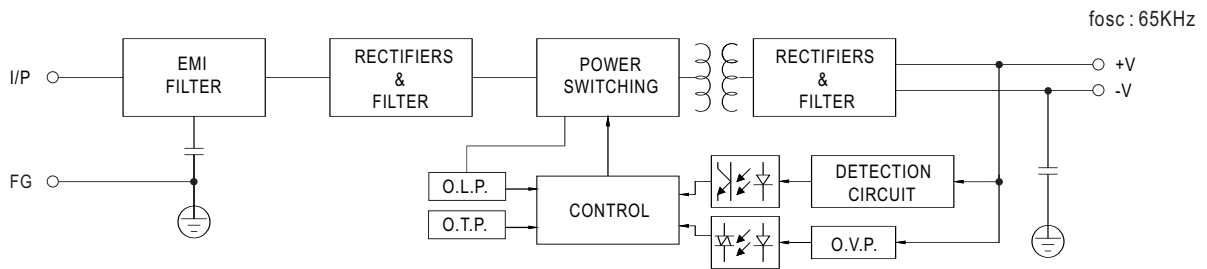 fosc : 65KHz
I/P
EMI
FILTER
RECTIFIERS
&
FILTER
POWER
SWITCHING
RECTIFIERS
&
FILTER
+V
-V
FG
O.L.P.
O.T.P.
CONTROL
DETECTION
CIRCUIT
O.V.P.